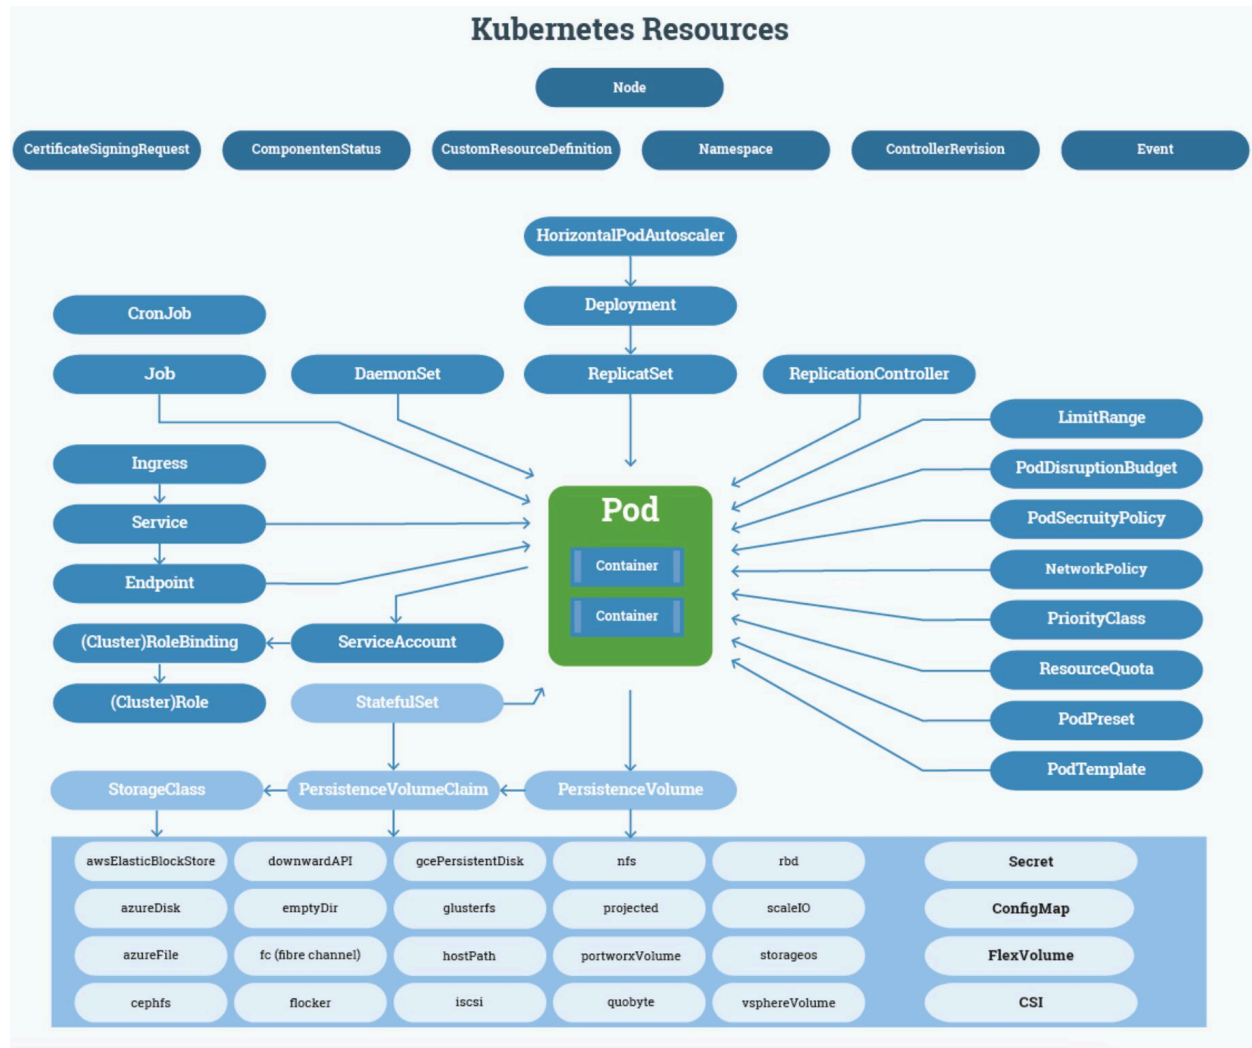 Kubernetes Resources
Node
CertificateSigningRequest
ComponentenStatus
CustomResourceDefinition
Namespace
ControllerRevision
Event
HorizontalPodAutoscaler
Deployment
CronJob
Job
DaemonSet
ReplicatSet
ReplicationController
LimitRange
Ingress
PodDisruptionBudget
Pod
Service
PodSecruityPolicy
Container
NetworkPolicy
Endpoint
Container
PriorityClass
(Cluster)RoleBinding
ServiceAccount
ResourceQuota
(Cluster)Role
StatefulSet
PodPreset
PodTemplate
StorageClass
PersistenceVolumeClaim
PersistenceVolume
awsElasticBlockStore
downwardAPI
gcePersistentDisk
nfs
rbd
Secret
azureDisk
emptyDir
glusterfs
projected
scaleIO
ConfigMap
azureFile
fc (fibre channel)
hostPath
portworxVolume
storageos
FlexVolume
cephfs
flocker
iscsi
quobyte
vsphereVolume
CSI